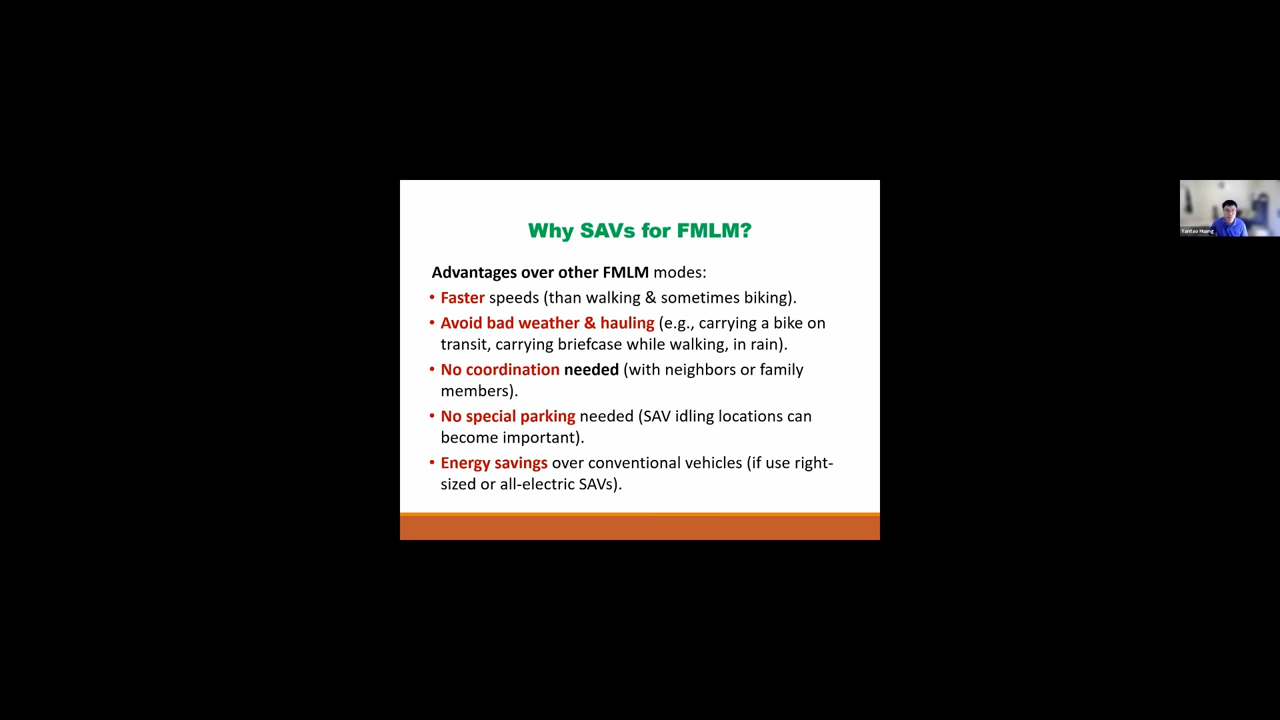 Why SAVs for FMLM?
Advantages over other FMLM modes:
• Faster speeds (than walking & sometimes biking).
• Avoid bad weather & hauling (e.g., carrying a bike on
transit, carrying briefcase while walking, in rain).
• No coordination needed (with neighbors or family
members).
• No special parking needed (SAV idling locations can
become important).
• Energy savings over conventional vehicles (if use right-
sized or all-electric SAVs).
Yantao Huang